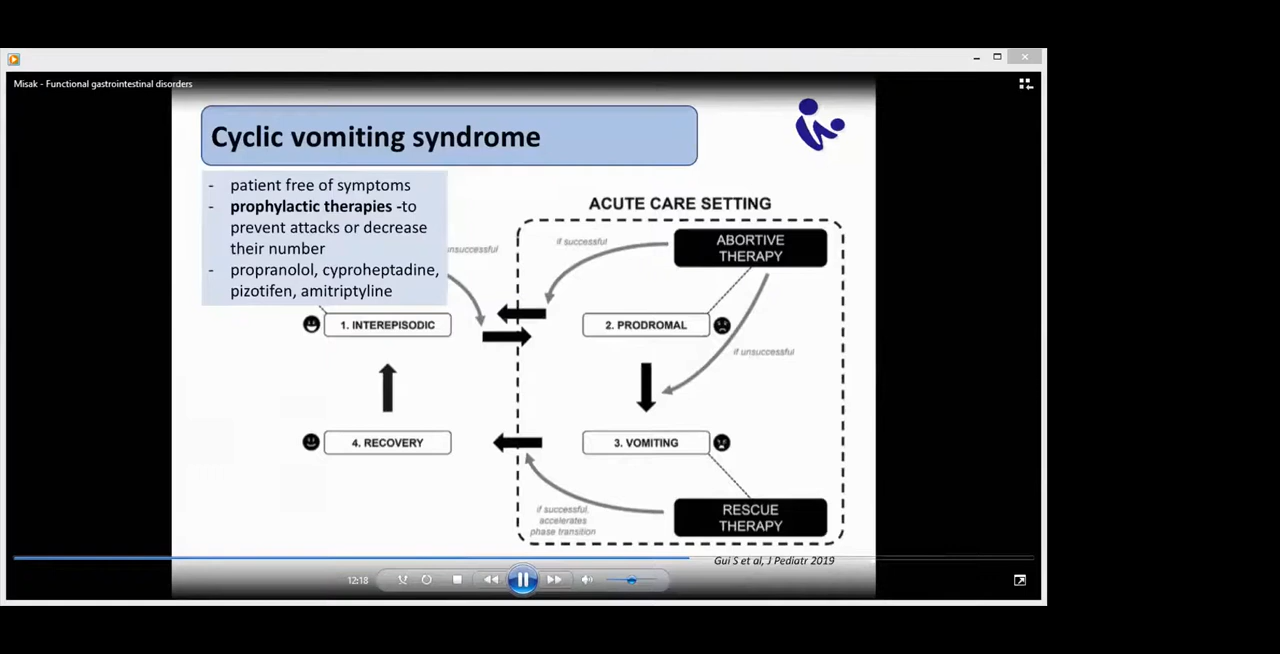 Misak - Functional gastrointestinal disorders
Cyclic vomiting syndrome
- patient free of symptoms
- prophylactic therapies -to
prevent attacks or decrease
their number
- propranolol, cyproheptadine,
pizotifen, amitriptyline
unsuccessful
ACUTE CARE SETTING
if successful
ABORTIVE
THERAPY
1. INTEREPISODIC
2. PRODROMAL
if unsuccessful
4. RECOVERY
3. VOMITING
if successful,
accelerates
phase transition
RESCUE
THERAPY
Gui S et al, J Pediatr 2019
12:18